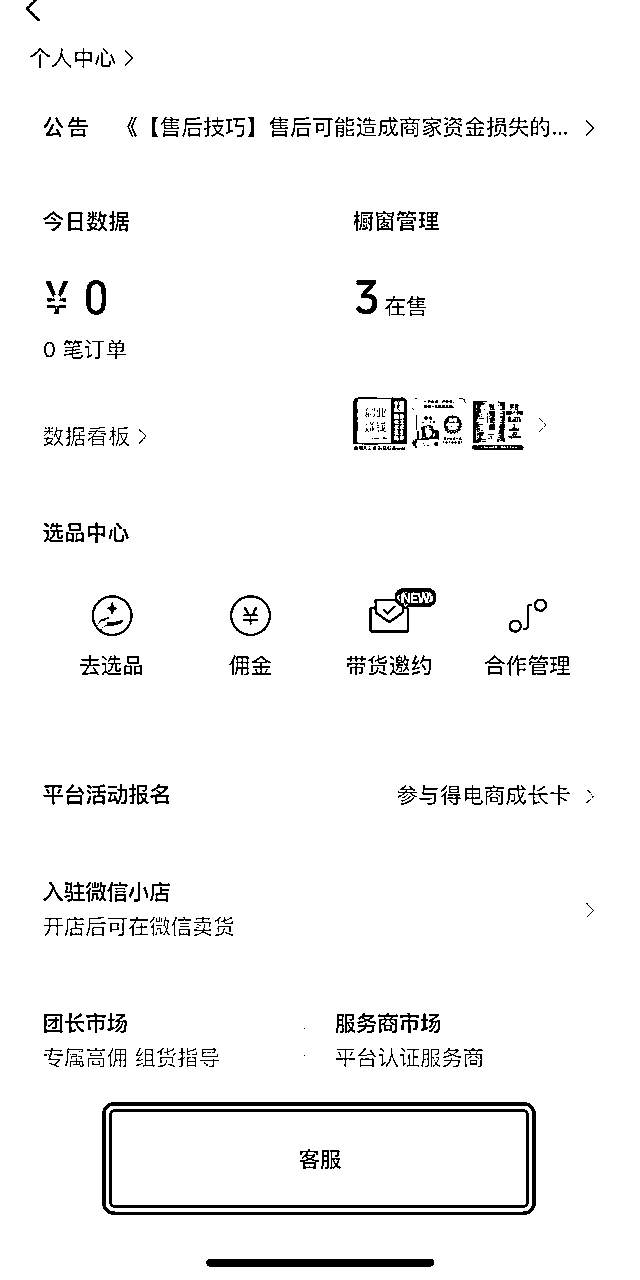 个人中心
公告 《【售后技巧】售后可能造成商家资金损失的...
今日数据 橱窗管理
¥ 0 3 在售
0 笔订单
数据看板
选品中心
NEW
去选品 佣金 带货邀约 合作管理
平台活动报名 参与得电商成长卡
入驻微信小店
开店后可在微信卖货
团长市场 服务商市场
专属高佣 组货指导 平台认证服务商
客服